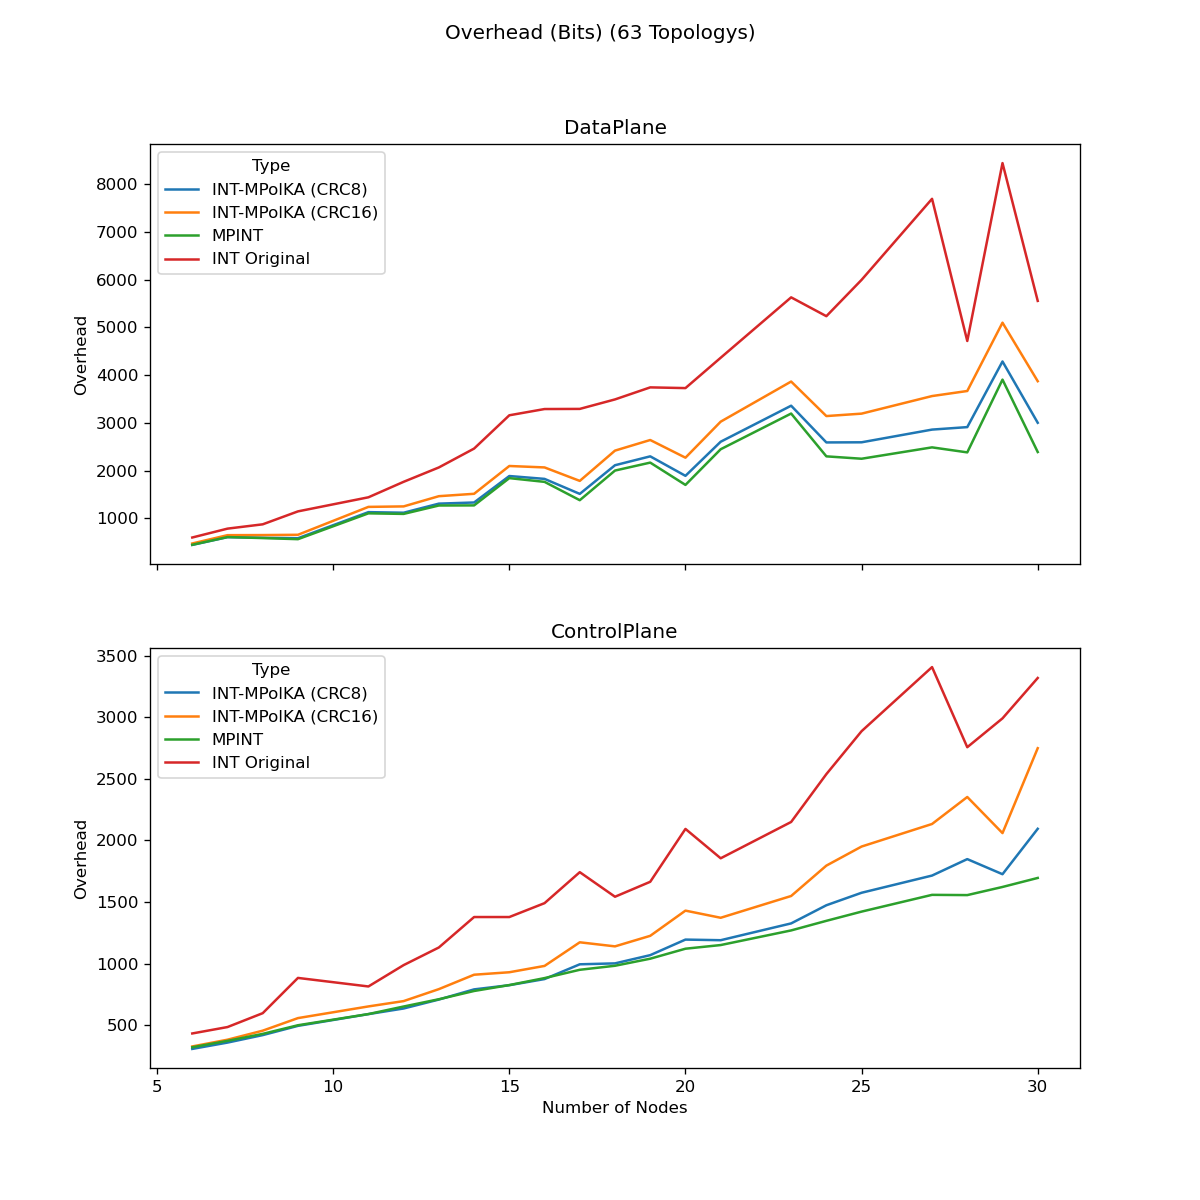 Overhead (Bits) (63 Topologys)
DataPlane
Type
INT-MPolKA (CRC8)
INT-MPolKA (CRC16)
MPINT
INT Original
8000
7000
6000
5000
4000
3000
2000
1000
Overhead
ControlPlane
Type
INT-MPolKA (CRC8)
INT-MPolKA (CRC16)
MPINT
INT Original
3500
3000
2500
2000
1500
1000
500
Overhead
5 10 15 20 25 30
Number of Nodes